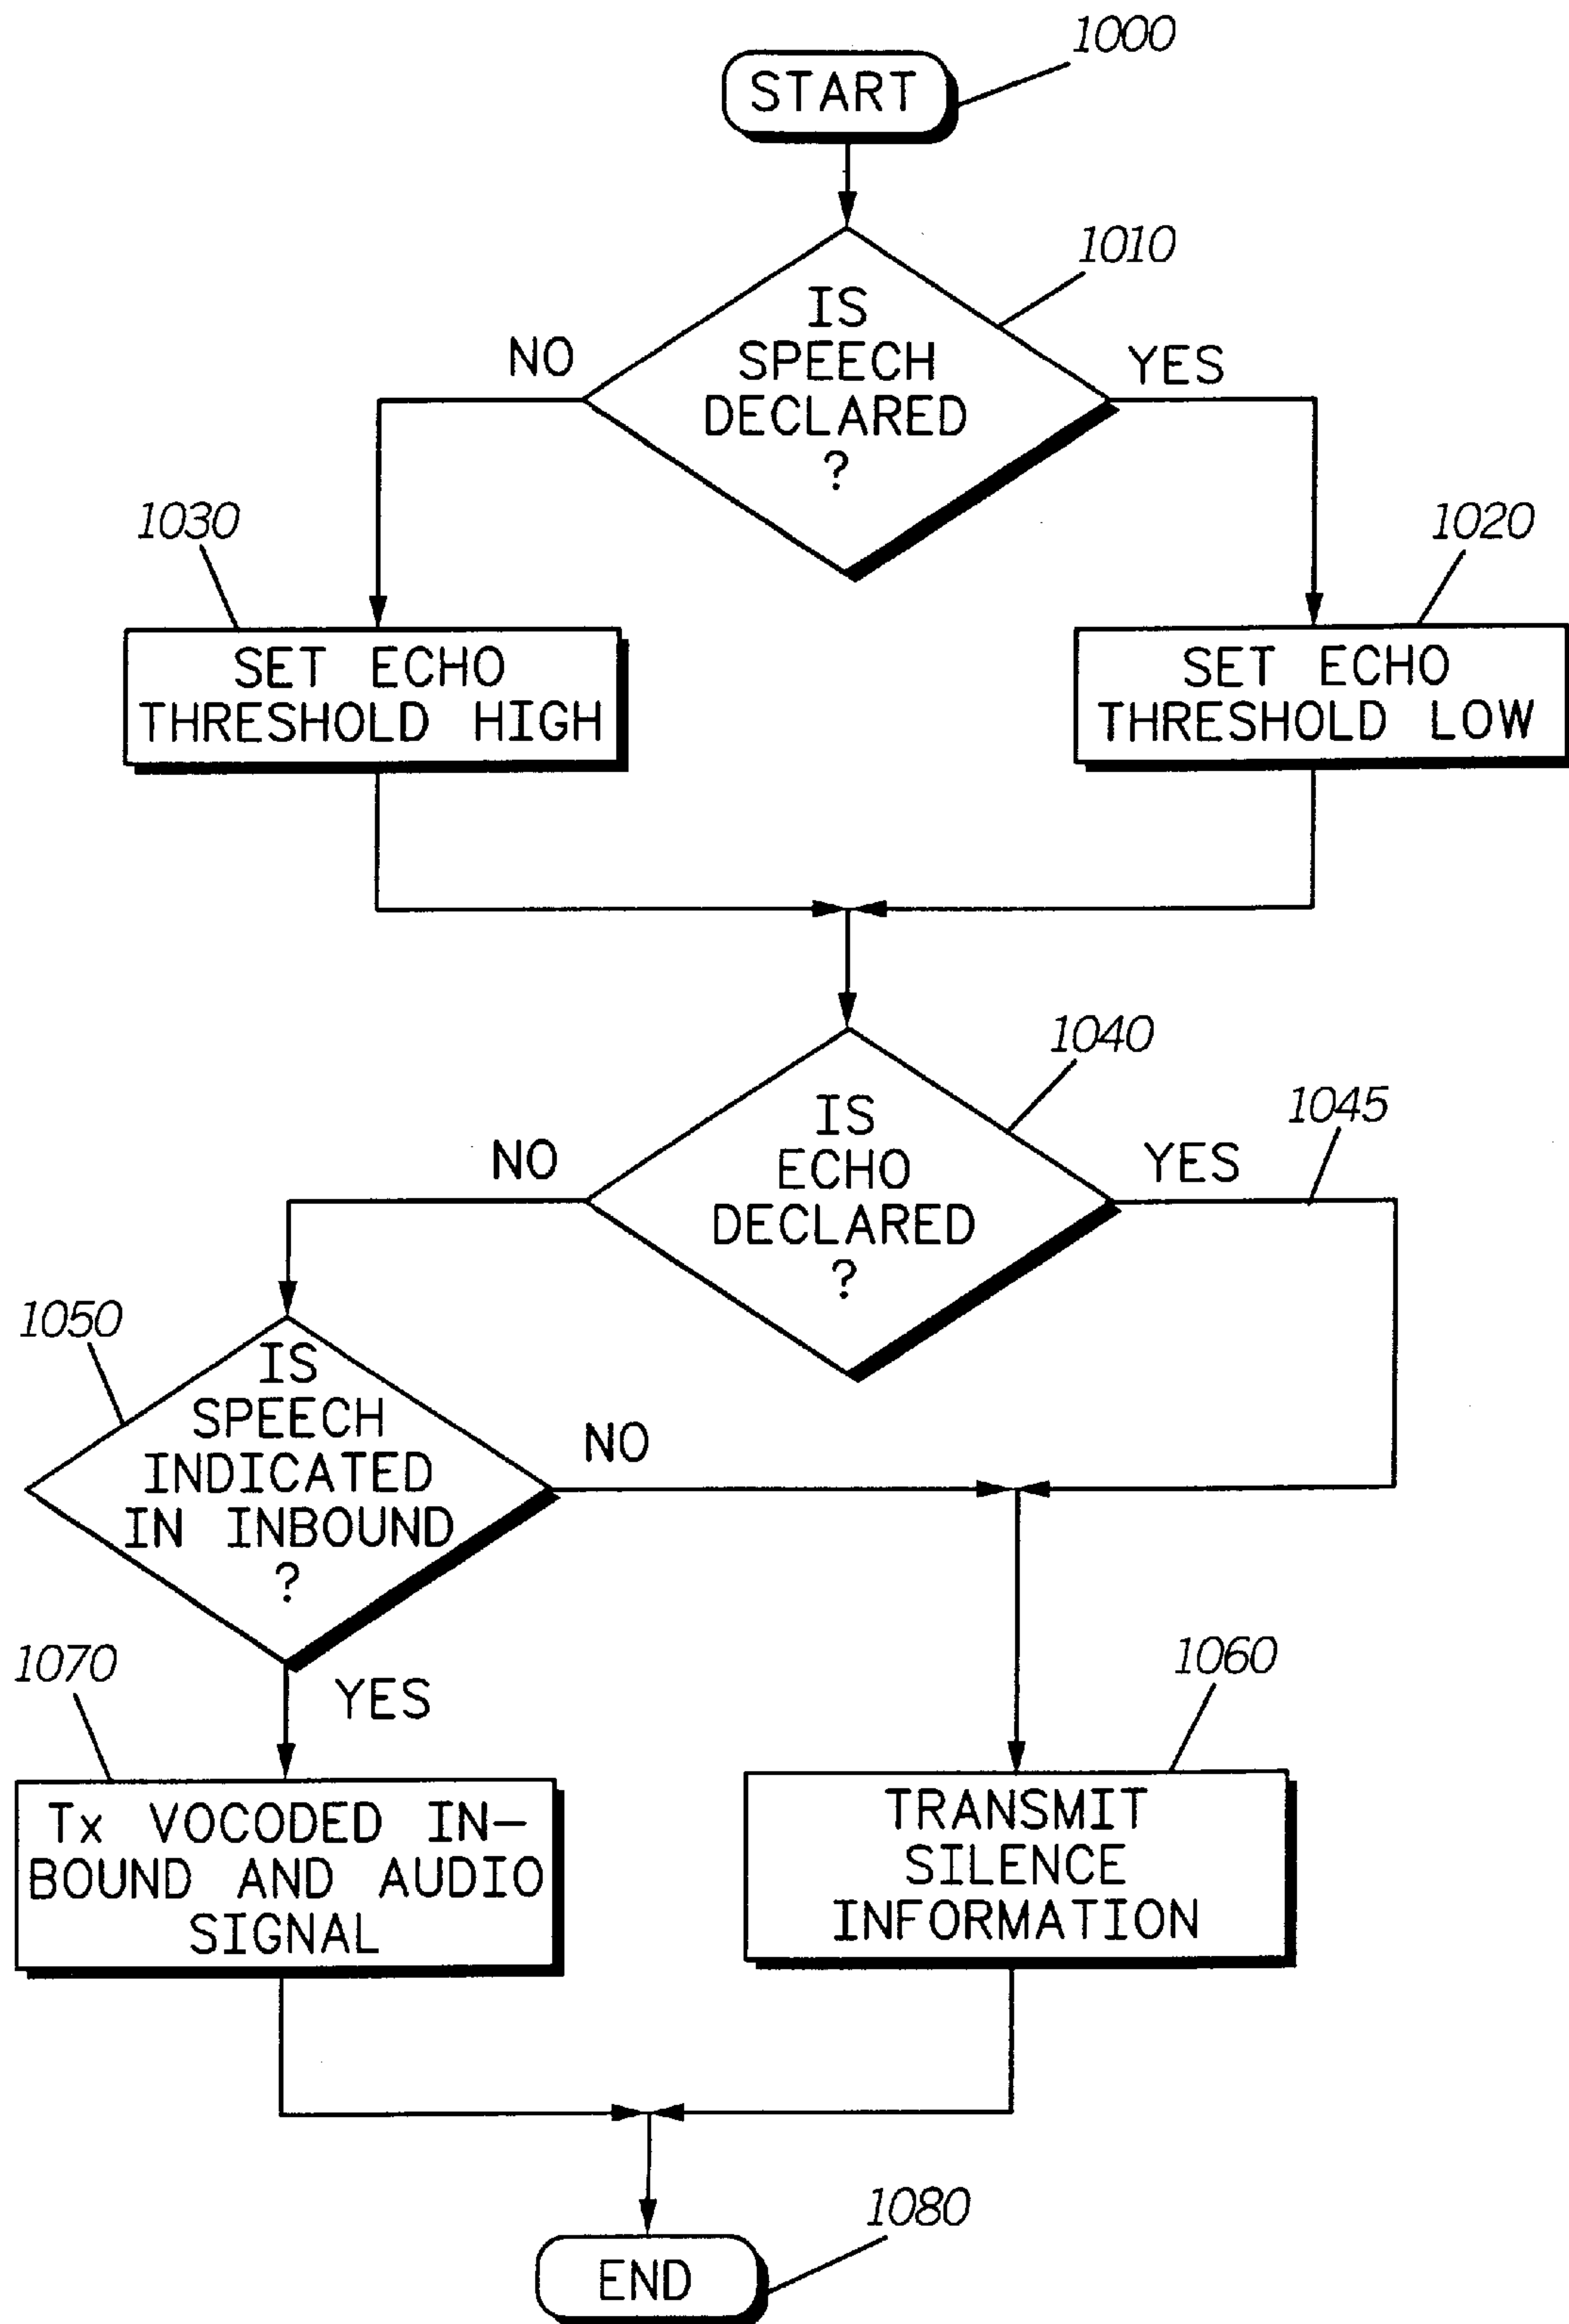 1000
START
1010
IS
SPEECH
DECLARED
?
NO
YES
1030
1020
SET ECHO
THRESHOLD HIGH
SET ECHO
THRESHOLD LOW
1040
1045
IS
ECHO
DECLARED
?
NO
YES
1050
IS
SPEECH
INDICATED
IN INBOUND
?
NO
YES
1070
1060
Tx VOCODED IN-
BOUND AND AUDIO
SIGNAL
TRANSMIT
SILENCE
INFORMATION
1080
END